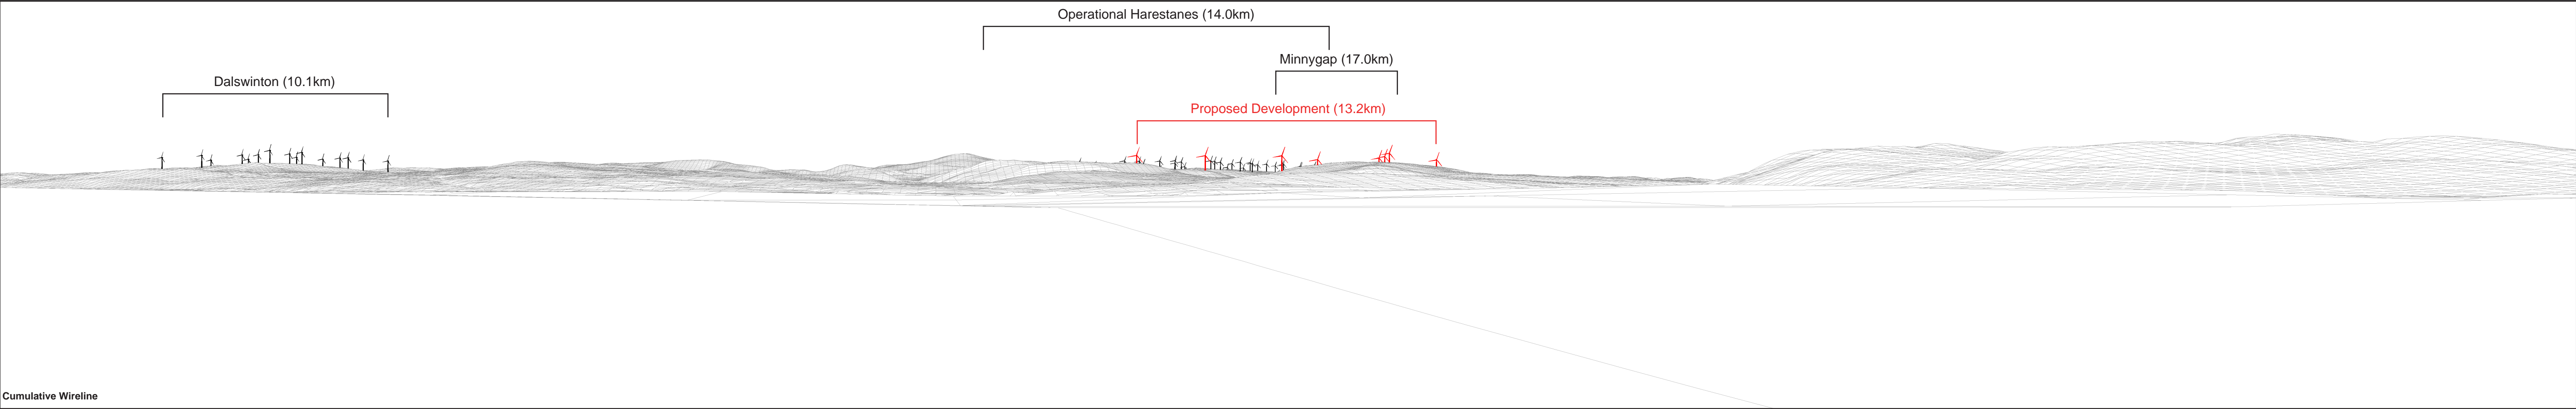 Operational Harestanes (14.0km)
Minnygap (17.0km)
Dalswinton (10.1km)
Proposed Development (13.2km)
Cumulative Wireline